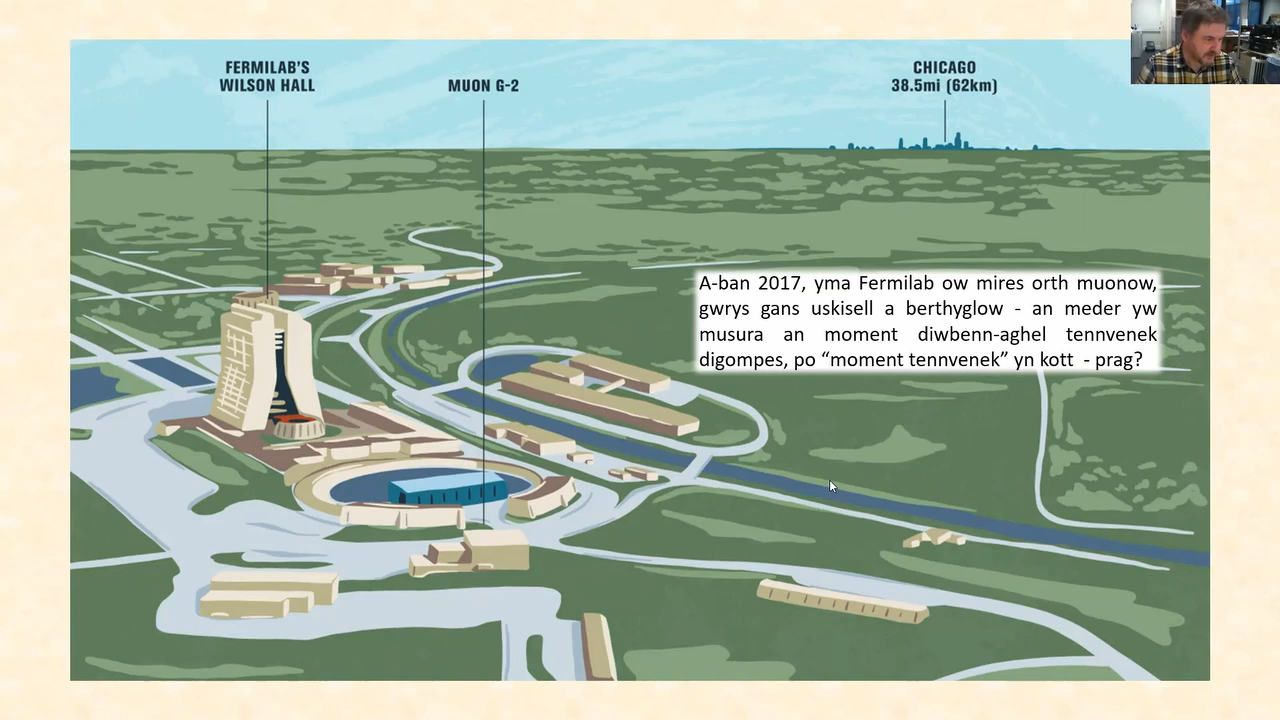 FERMILAB'S
WILSON HALL
MUON G-2
CHICAGO
38.5mi (62km)
A-ban 2017, yma Fermilab ow mires orth muonow,
gwrys gans uskisell a berthyglow - an meder yw
musura an moment diwbenn-aghel tennvenek
digompes, po “moment tennvenek” yn kott - prag?